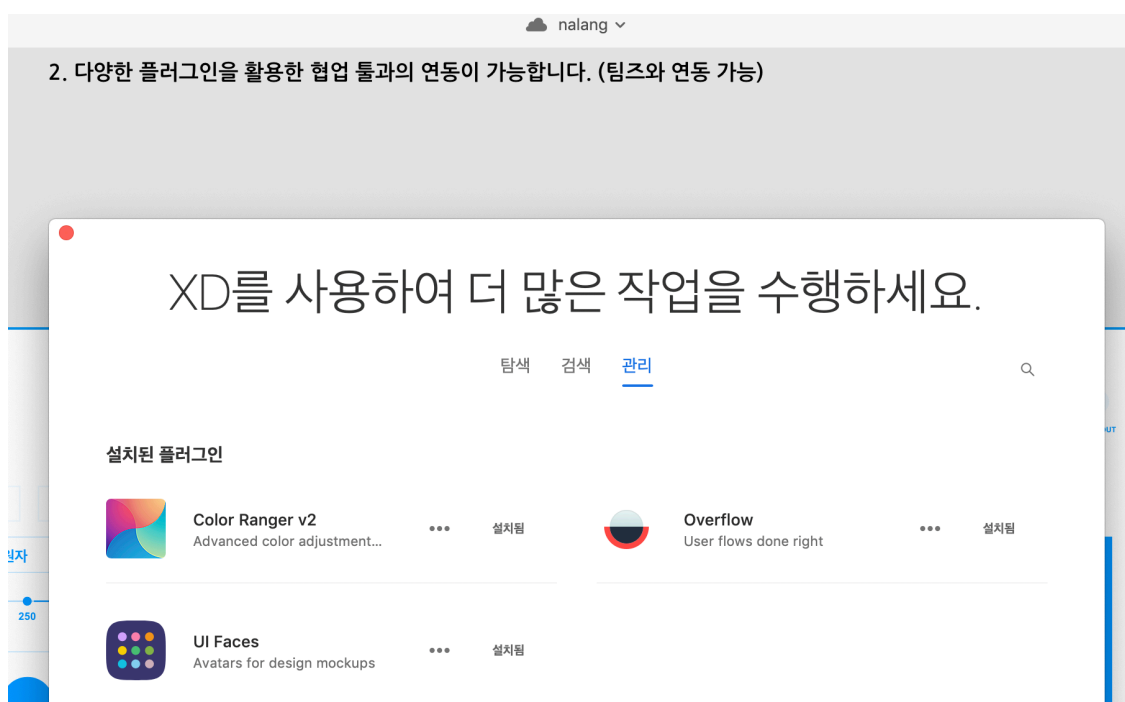 nalang
2. 다양한 플러그인을 활용한 협업 툴과의 연동이 가능합니다. (팀즈와 연동 가능)
XD를 사용하여 더 많은 작업을 수행하세요.
탐색 검색 관리
설치된 플러그인
Color Ranger v2
Advanced color adjustment...
설치됨
Overflow
User flows done right
설치됨
UI Faces
Avatars for design mockups
설치됨
250